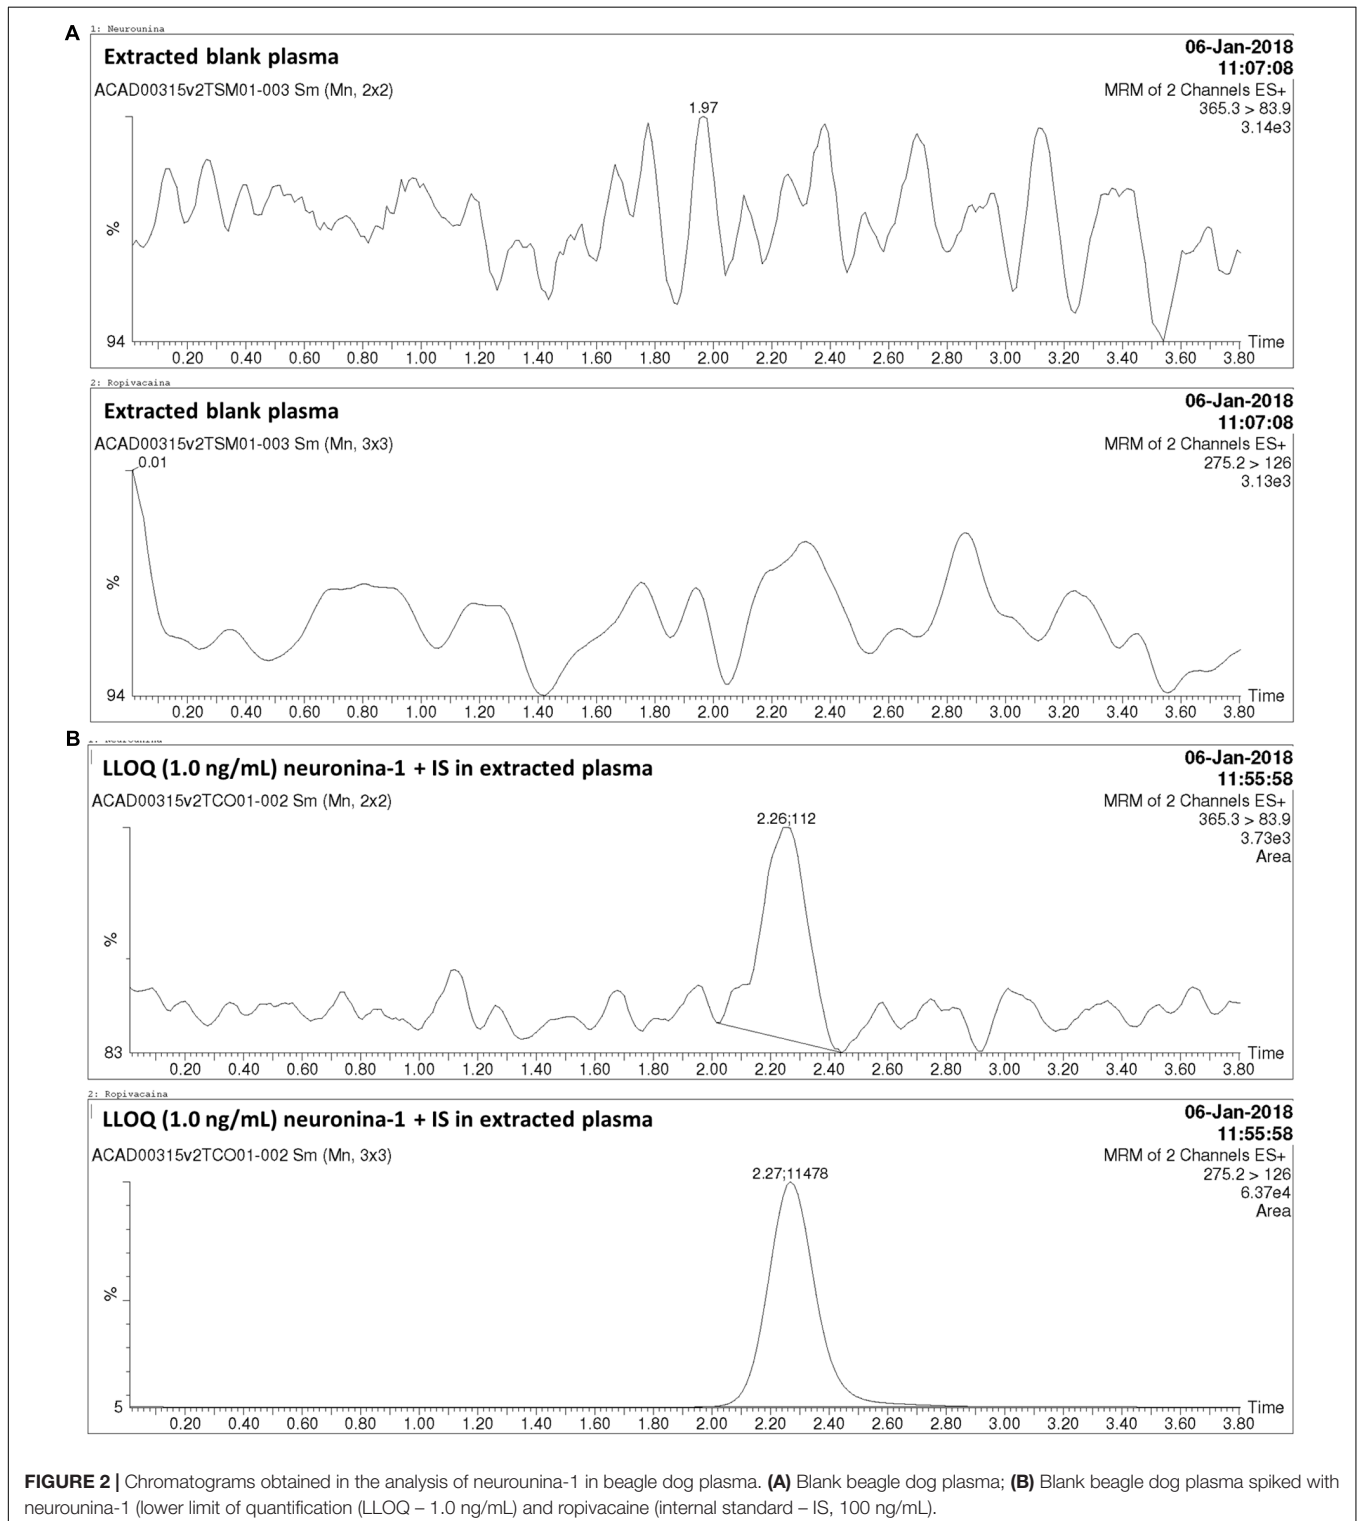 A
1: Neurounina
Extracted blank plasma
06-Jan-2018
11:07:08
ACAD00315v2TSM01-003 Sm (Mn, 2x2)
MRM of 2 Channels ES+
365.3 > 83.9
3.14e3
1.97
%
94
0.20 0.40 0.60 0.80 1.00 1.20 1.40 1.60 1.80 2.00 2.20 2.40 2.60 2.80 3.00 3.20 3.40 3.60 3.80
Time
2: Ropivacaina
Extracted blank plasma
06-Jan-2018
11:07:08
ACAD00315v2TSM01-003 Sm (Mn, 3x3)
MRM of 2 Channels ES+
275.2 > 126
3.13e3
0.01
%
94
0.20 0.40 0.60 0.80 1.00 1.20 1.40 1.60 1.80 2.00 2.20 2.40 2.60 2.80 3.00 3.20 3.40 3.60 3.80
Time
B
LLOQ (1.0 ng/mL) neuronina-1 + IS in extracted plasma
06-Jan-2018
11:55:58
ACAD00315v2TCO01-002 Sm (Mn, 2x2)
MRM of 2 Channels ES+
365.3 > 83.9
3.73e3
Area
2.26;112
%
83
0.20 0.40 0.60 0.80 1.00 1.20 1.40 1.60 1.80 2.00 2.20 2.40 2.60 2.80 3.00 3.20 3.40 3.60 3.80
Time
2: Ropivacaina
LLOQ (1.0 ng/mL) neuronina-1 + IS in extracted plasma
06-Jan-2018
11:55:58
ACAD00315v2TCO01-002 Sm (Mn, 3x3)
MRM of 2 Channels ES+
275.2 > 126
6.37e4
Area
2.27;11478
%
5
0.20 0.40 0.60 0.80 1.00 1.20 1.40 1.60 1.80 2.00 2.20 2.40 2.60 2.80 3.00 3.20 3.40 3.60 3.80
Time
FIGURE 2 | Chromatograms obtained in the analysis of neurounina-1 in beagle dog plasma. (A) Blank beagle dog plasma; (B) Blank beagle dog plasma spiked with
neurounina-1 (lower limit of quantification (LLOQ – 1.0 ng/mL) and ropivacaine (internal standard – IS, 100 ng/mL).